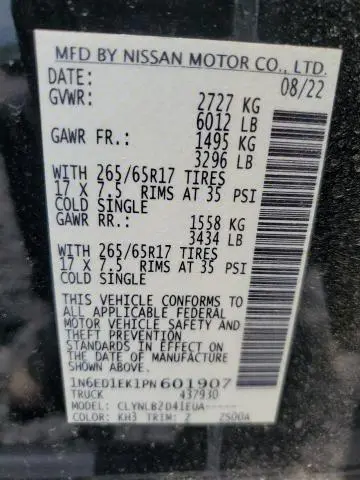 MFD BY NISSAN MOTOR CO., LTD.
DATE: 08/22
GVWR: 2727 KG
6012 LB
GAWR FR.: 1495 KG
3296 LB
WITH 265/65R17 TIRES
17 X 7.5 RIMS AT 35 PSI
COLD SINGLE
GAWR RR.: 1558 KG
3434 LB
WITH 265/65R17 TIRES
17 X 7.5 RIMS AT 35 PSI
COLD SINGLE
THIS VEHICLE CONFORMS TO
ALL APPLICABLE FEDERAL
MOTOR VEHICLE SAFETY AND
THEFT PREVENTION
STANDARDS IN EFFECT ON
THE DATE OF MANUFACTURE
SHOWN ABOVE.
1N6ED1EK1PN601907
TRUCK 437930
MODEL: CLYNLB2D41EUA-----
COLOR: KH3 TRIM: Z 2S00A